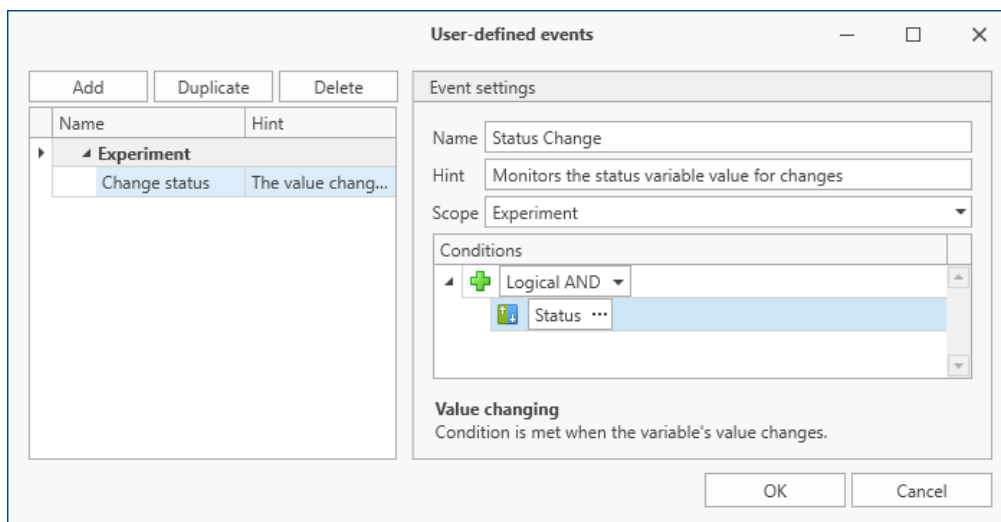 User-defined events
Add Duplicate Delete
Name Hint
Experiment
Change status The value chang...
Event settings
Name Status Change
Hint Monitors the status variable value for changes
Scope Experiment
Conditions
Logical AND
Status ...
Value changing
Condition is met when the variable's value changes.
OK Cancel